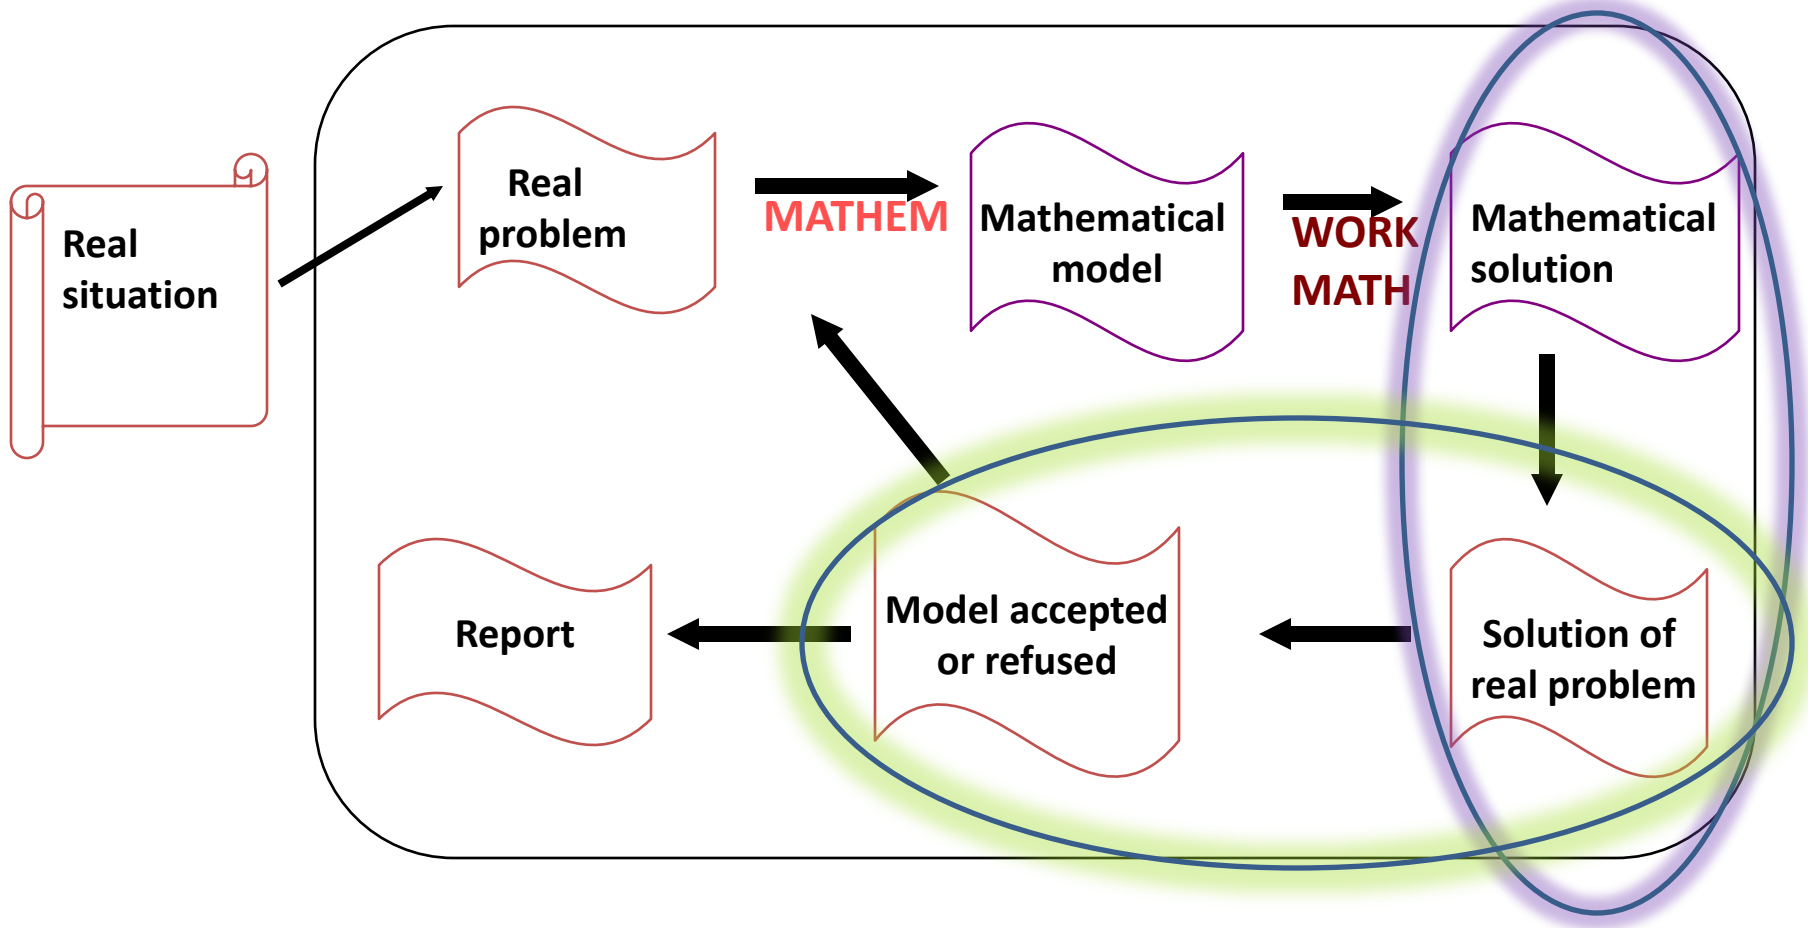 Real
situation
Real
problem
MATHEM
Mathematical
model
WORK
MATH
Mathematical
solution
Solution of
real problem
Model accepted
or refused
Report